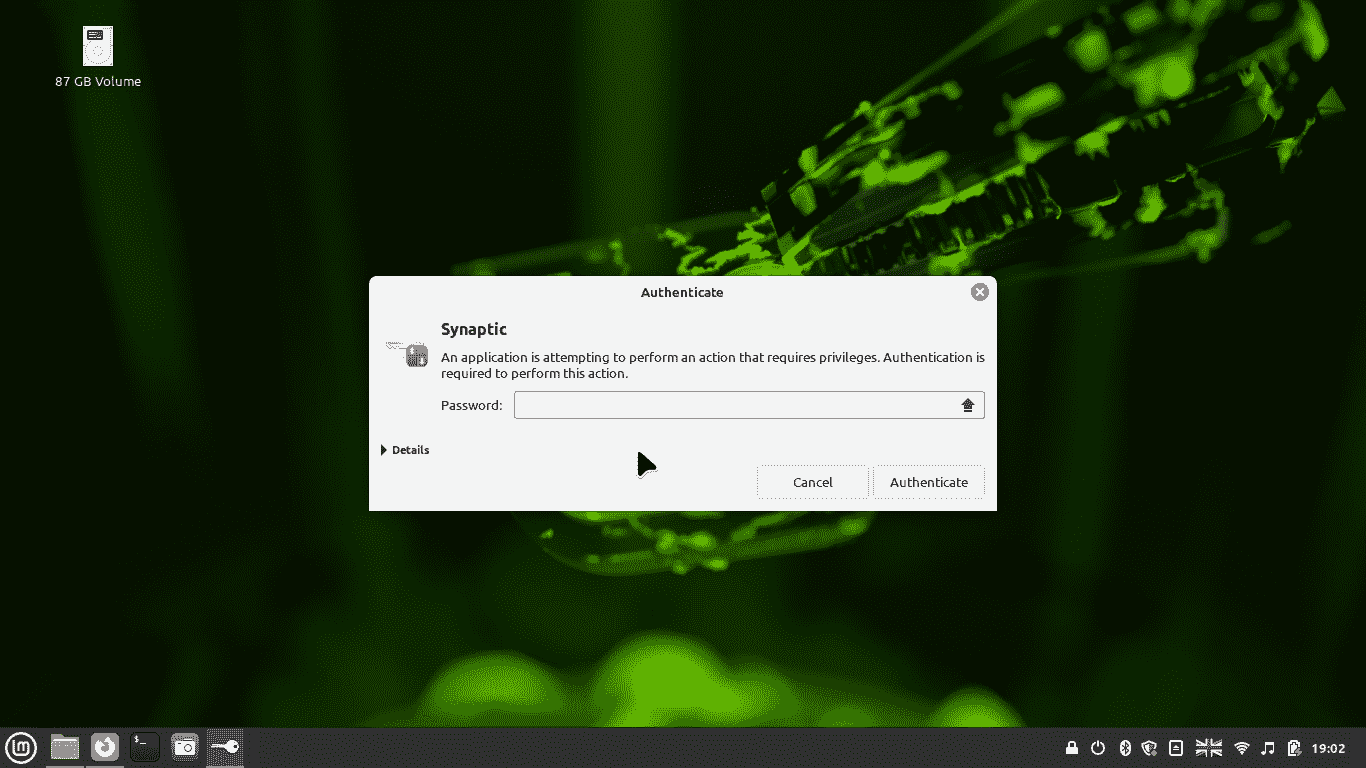 87 GB Volume
Authenticate
Synaptic
An application is attempting to perform an action that requires privileges. Authentication is
required to perform this action.
Password:
Details
Cancel
Authenticate
19:02